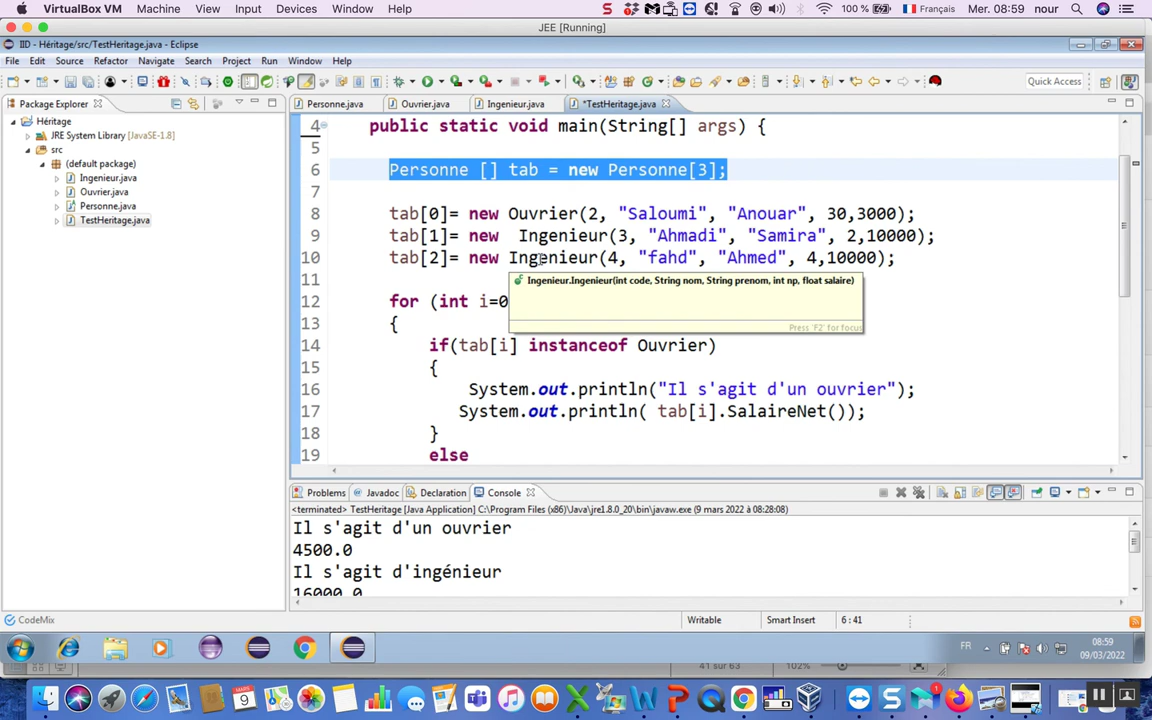 VirtualBox VM Machine View Input Devices Window Help 100 % Français Mer. 08:59 nour
JEE [Running]
IID - Héritage/src/TestHeritage.java - Eclipse
File Edit Source Refactor Navigate Search Project Run Window Help
Quick Access
Package Explorer
Personne.java Ouvrier.java Ingenieur.java *TestHeritage.java
Héritage
JRE System Library [JavaSE-1.8]
src
(default package)
Ingenieur.java
Ouvrier.java
Personne.java
TestHeritage.java
4 public static void main(String[] args) {
5
6 Personne [] tab = new Personne[3];
7
8 tab[0]= new Ouvrier(2, "Saloumi", "Anouar", 30,3000);
9 tab[1]= new Ingenieur(3, "Ahmadi", "Samira", 2,10000);
10 tab[2]= new Ingenieur(4, "fahd", "Ahmed", 4,10000);
11
Ingenieur.Ingenieur(int code, String nom, String prenom, int np, float salaire)
12 for (int i=0
Press 'F2' for focus
13 {
14 if(tab[i] instanceof Ouvrier)
15 {
16 System.out.println("Il s'agit d'un ouvrier");
17 System.out.println( tab[i].SalaireNet());
18 }
19 else
Problems Javadoc Declaration Console
<terminated> TestHeritage [Java Application] C:\Program Files (x86)\Java\jre1.8.0_20\bin\javaw.exe (9 mars 2022 à 08:28:08)
Il s'agit d'un ouvrier
4500.0
Il s'agit d'ingénieur
16000.0
CodeMix
Writable Smart Insert 6 : 41
FR 08:59
09/03/2022
41 sur 63 102%
MARS
9
1